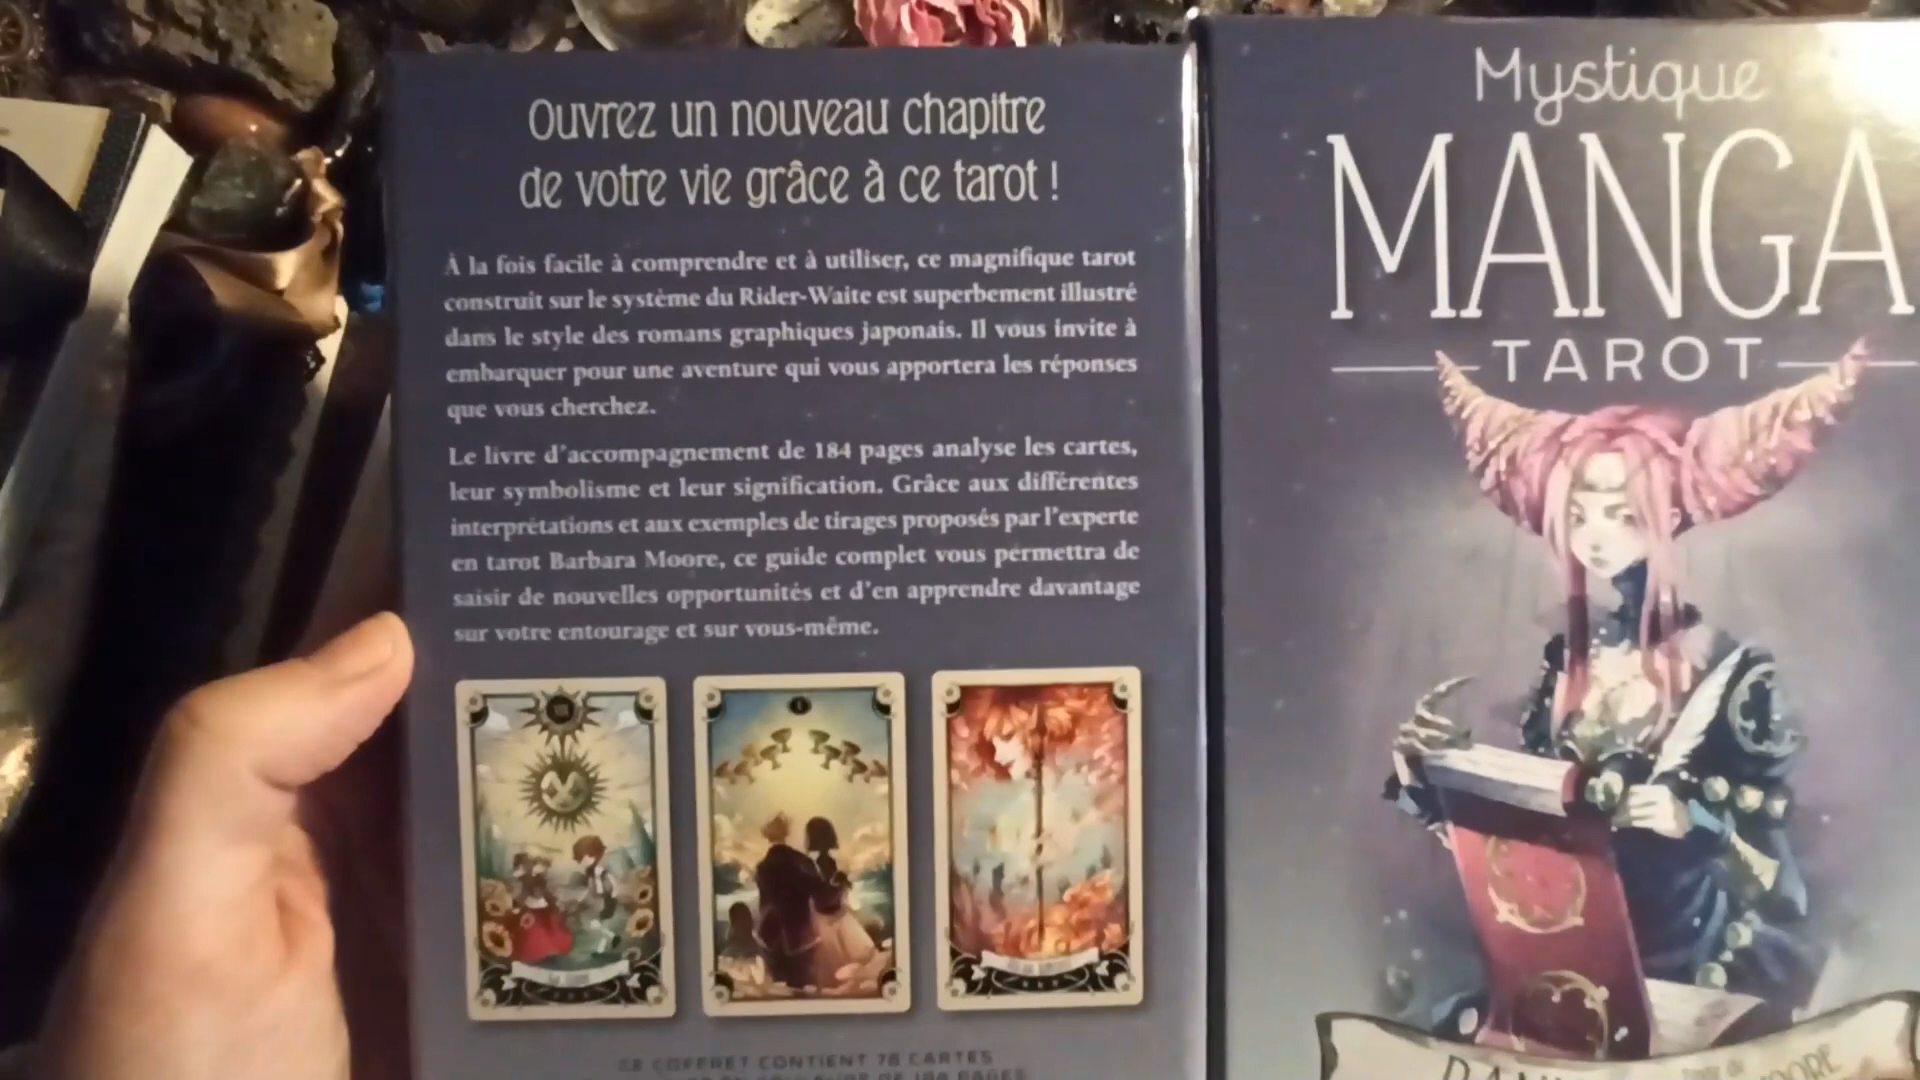 Ouvrez un nouveau chapitre
de votre vie grâce à ce tarot !
À la fois facile à comprendre et à utiliser, ce magnifique tarot
construit sur le système du Rider-Waite est superbement illustré
dans le style des romans graphiques japonais. Il vous invite à
embarquer pour une aventure qui vous apportera les réponses
que vous cherchez.
Le livre d'accompagnement de 184 pages analyse les cartes,
leur symbolisme et leur signification. Grâce aux différentes
interprétations et aux exemples de tirages proposés par l'experte
en tarot Barbara Moore, ce guide complet vous permettra de
saisir de nouvelles opportunités et d'en apprendre davantage
sur votre entourage et sur vous-même.
CE COFFRET CONTIENT 78 CARTES
DE 184 PAGES
Mystique
MANGA
TAROT
MOORE